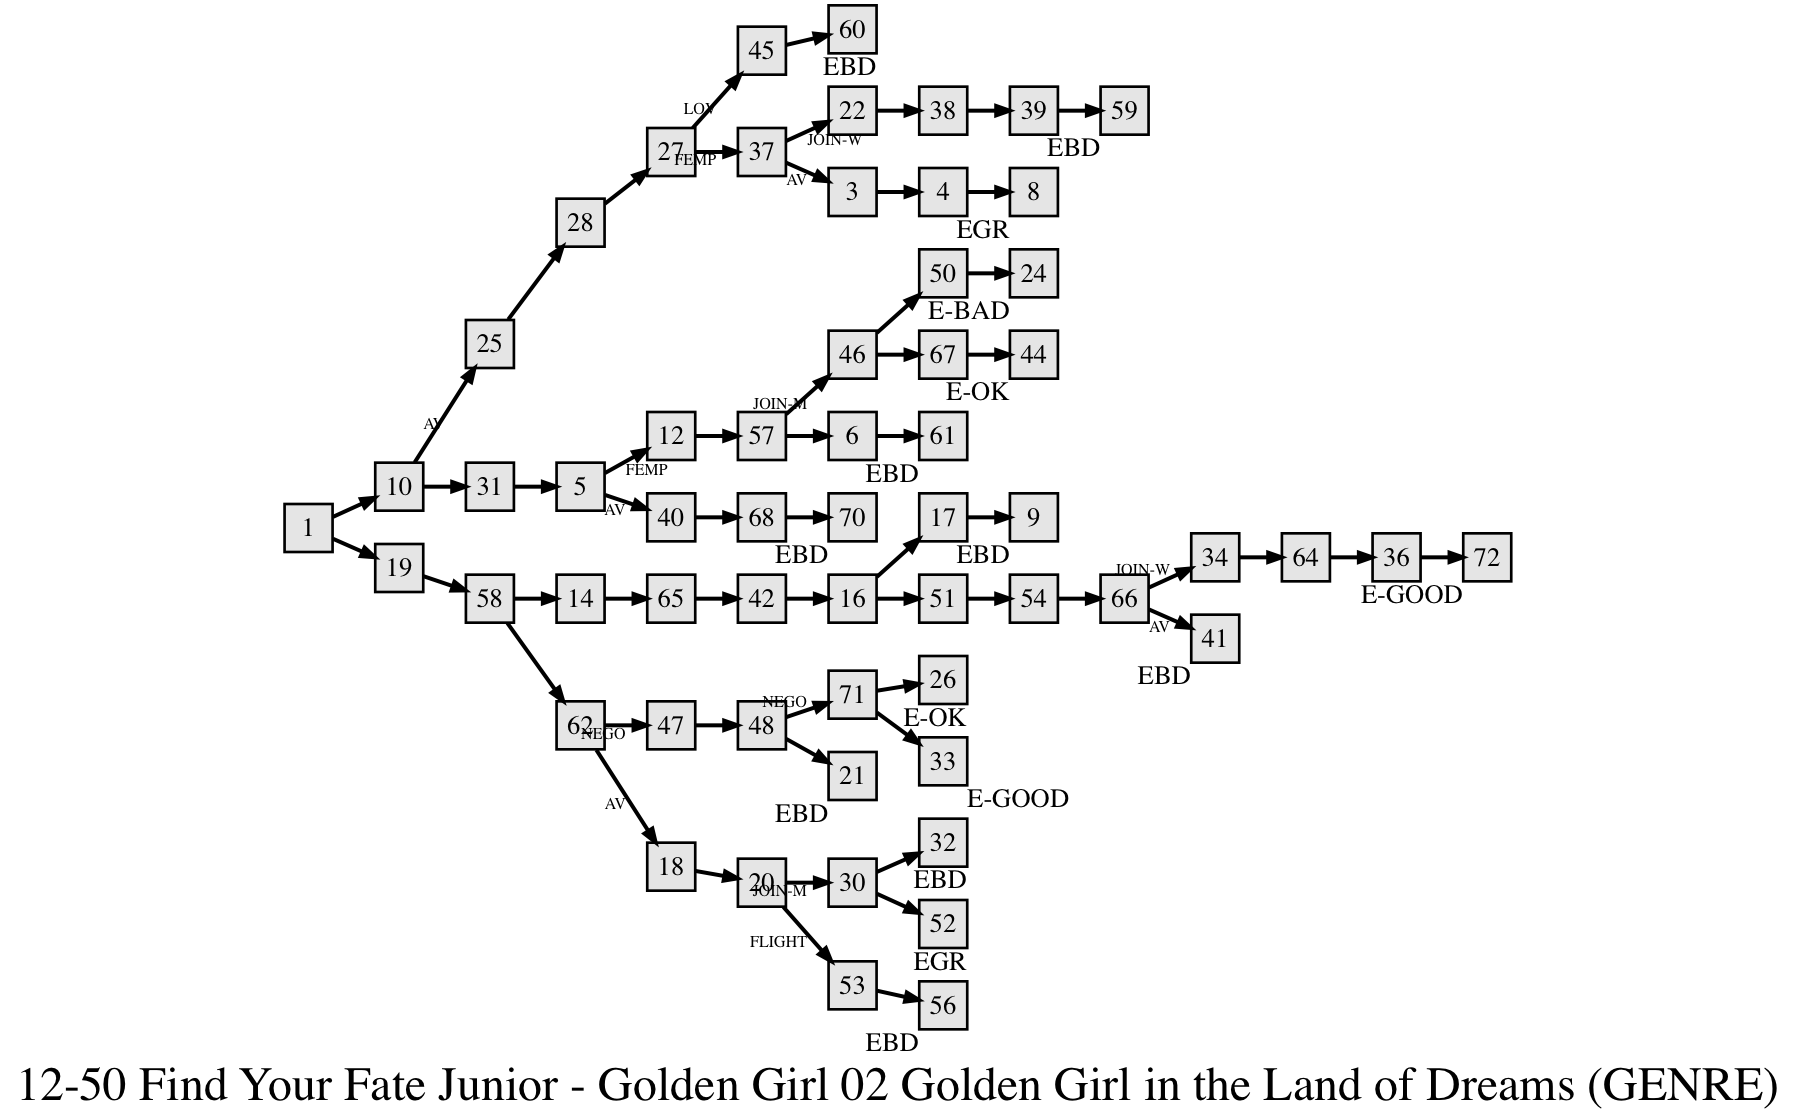 60
45
EBD
LOV
22
38
39
59
JOIN-W
EBD
27
FEMP
37
AV
3
4
8
EGR
28
50
24
E-BAD
25
46
67
44
E-OK
JOIN-M
AV
12
57
6
61
FEMP
EBD
10
31
5
AV
40
68
70
17
9
1
EBD
EBD
34
64
36
72
JOIN-W
E-GOOD
19
58
14
65
42
16
51
54
66
AV
41
EBD
26
71
NEGO
E-OK
62
NEGO
47
48
33
21
E-GOOD
EBD
AV
32
18
20
JOIN-M
30
EBD
52
FLIGHT
EGR
53
56
EBD
12-50 Find Your Fate Junior - Golden Girl 02 Golden Girl in the Land of Dreams (GENRE)